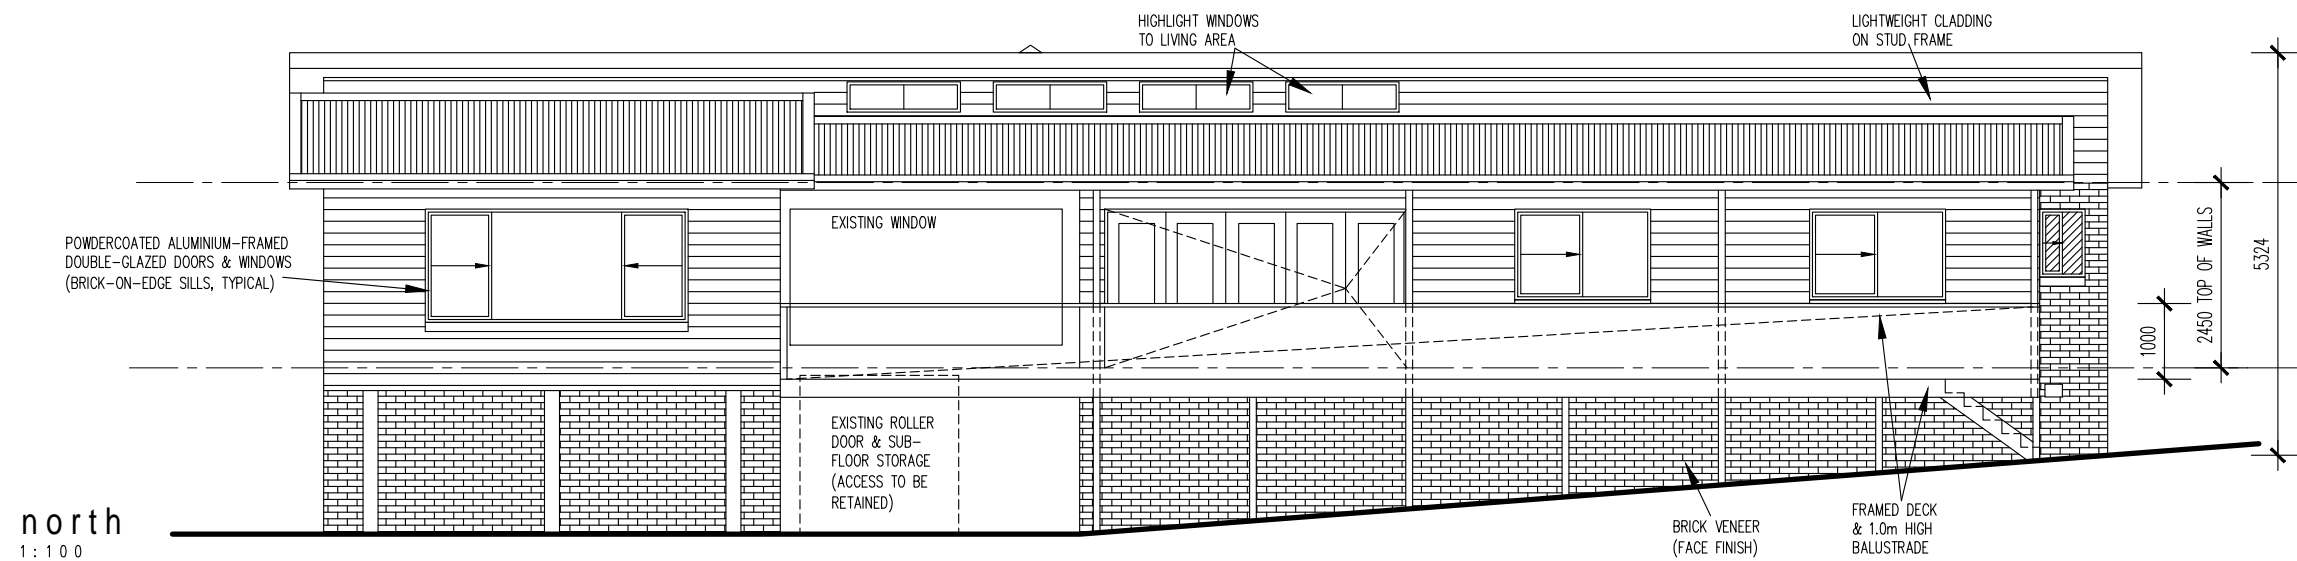 HIGHLIGHT WINDOWS
TO LIVING AREA
LIGHTWEIGHT CLADDING
ON STUD FRAME
EXISTING WINDOW
POWDERCOATED ALUMINIUM-FRAMED
DOUBLE-GLAZED DOORS & WINDOWS
(BRICK-ON-EDGE SILLS, TYPICAL)
1000
2450 TOP OF WALLS
5324
EXISTING ROLLER
DOOR & SUB-
FLOOR STORAGE
(ACCESS TO BE
RETAINED)
BRICK VENEER
(FACE FINISH)
FRAMED DECK
& 1.0m HIGH
BALUSTRADE
north
1:100